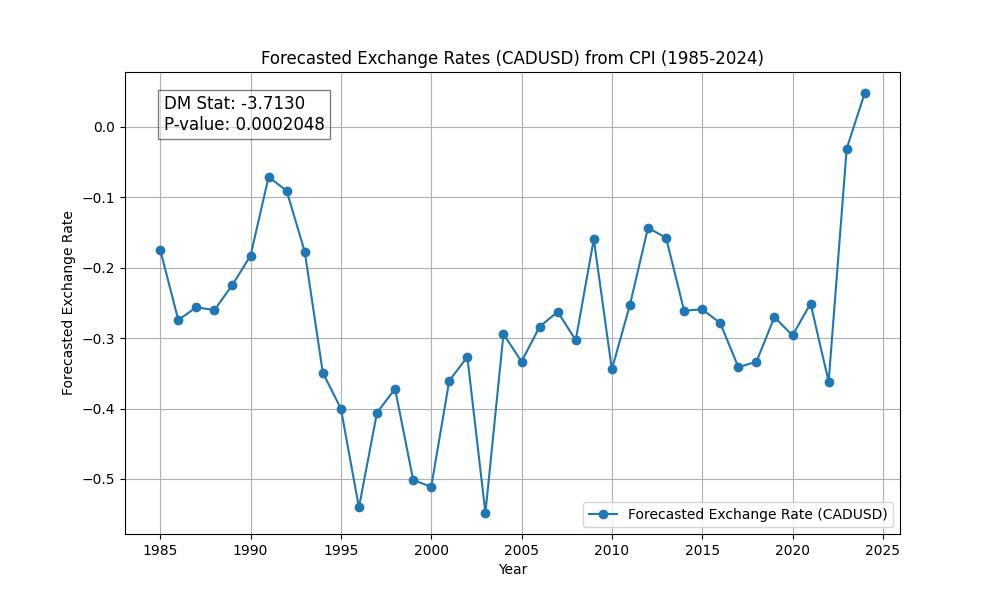 Forecasted Exchange Rates (CADUSD) from CPI (1985-2024)
DM Stat: -3.7130
P-value: 0.0002048
Forecasted Exchange Rate
0.0
−0.1
−0.2
−0.3
−0.4
−0.5
Forecasted Exchange Rate (CADUSD)
1985 1990 1995 2000 2005 2010 2015 2020 2025
Year